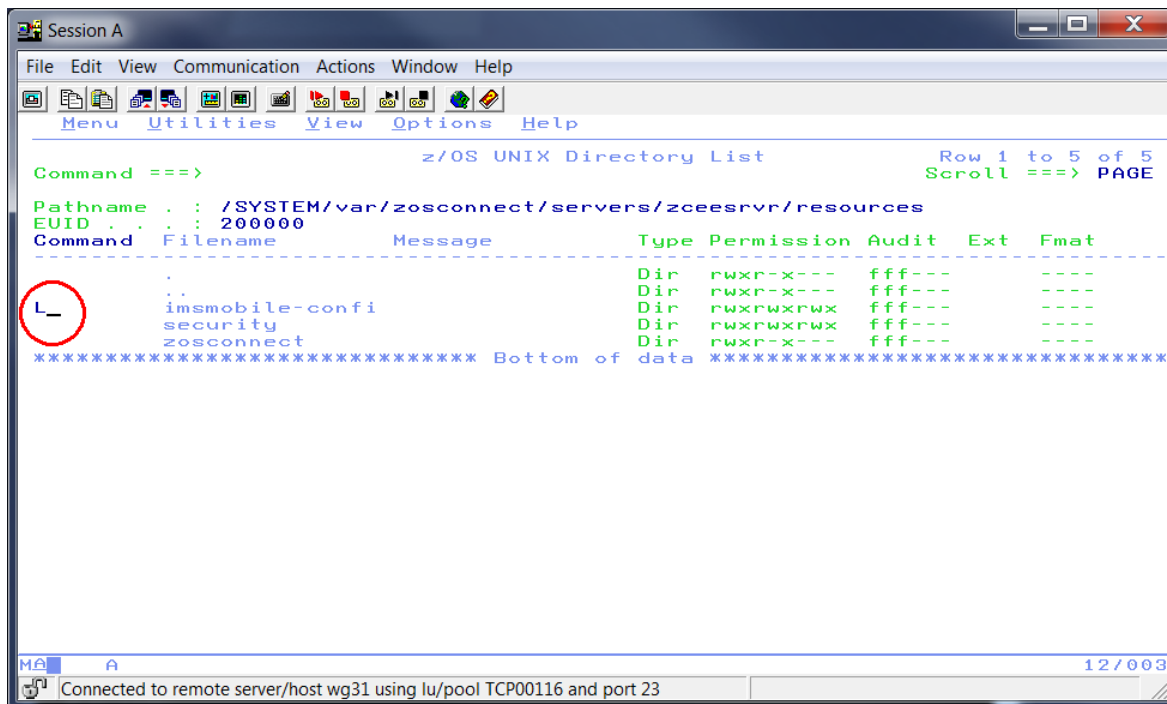 Session A
File Edit View Communication Actions Window Help
Menu Utilities View Options Help
z/OS UNIX Directory List Row 1 to 5 of 5
Command ===> Scroll ===> PAGE
Pathname . : /SYSTEM/var/zosconnect/servers/zceesrvr/resources
EUID . . . : 200000
Command Filename Message Type Permission Audit Ext Fmat
--------------------------------------------------------------------------------
. Dir rwxr-x--- fff--- ----
.. Dir rwxr-x--- fff--- ----
L_ imsmobile-confi Dir rwxrwxrwx fff--- ----
security Dir rwxrwxrwx fff--- ----
zosconnect Dir rwxr-x--- fff--- ----
******************************* Bottom of data ********************************
MA A 12/003
Connected to remote server/host wg31 using lu/pool TCP00116 and port 23